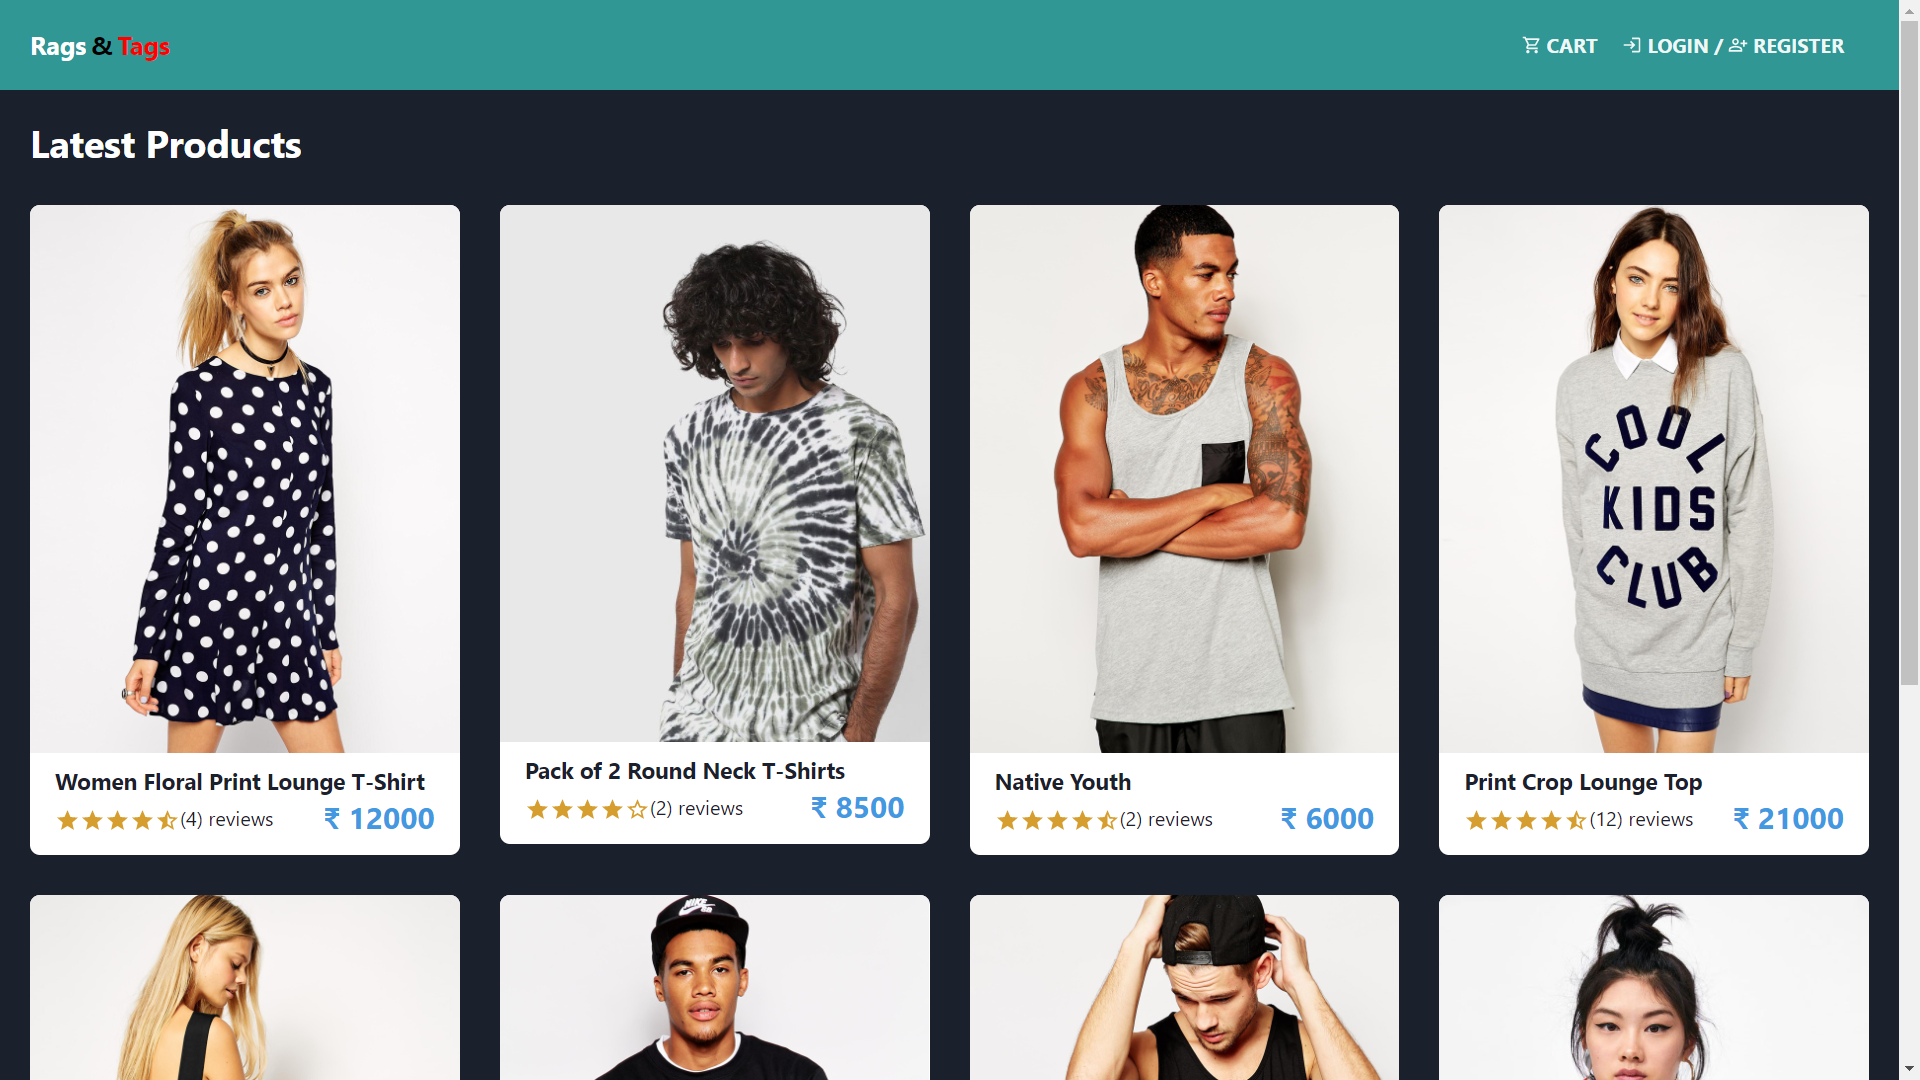 Rags & Tags
CART
LOGIN / REGISTER
Latest Products
COOL
KIDS
CLUB
Women Floral Print Lounge T-Shirt
(4) reviews
₹ 12000
Pack of 2 Round Neck T-Shirts
(2) reviews
₹ 8500
Native Youth
(2) reviews
₹ 6000
Print Crop Lounge Top
(12) reviews
₹ 21000
NIKE